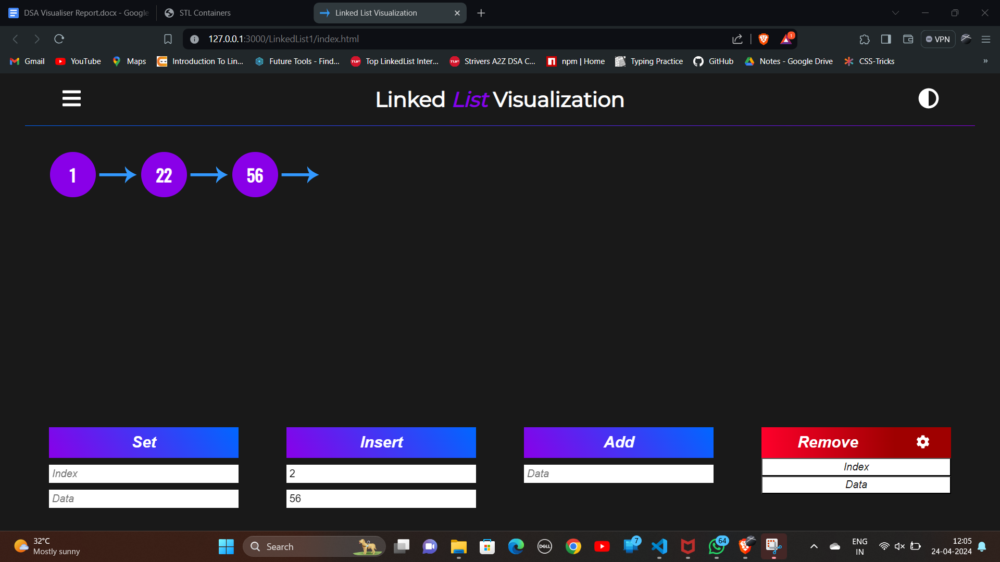 DSA Visualiser Report.docx - Google
STL Containers
Linked List Visualization
127.0.0.1:3000/LinkedList1/index.html
1
VPN
Gmail
YouTube
Maps
Introduction To Lin...
Future Tools - Find...
TUF
Top LinkedList Inter...
TUF
Strivers A2Z DSA C...
npm | Home
Typing Practice
GitHub
Notes - Google Drive
CSS-Tricks
»
Linked List Visualization
1
22
56
Set
Insert
Add
Remove
Index
2
Data
Index
Data
Data
56
32°C
Mostly sunny
Search
DELL
7
64
ENG
IN
12:05
24-04-2024